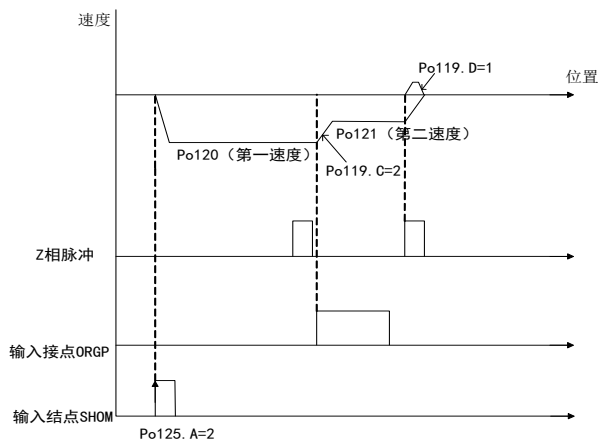 速度
Po119.D=1
位置
Po121（第二速度）
Po120（第一速度）
Po119.C=2
Z相脉冲
输入接点ORGP
输入结点SHOM
Po125.A=2